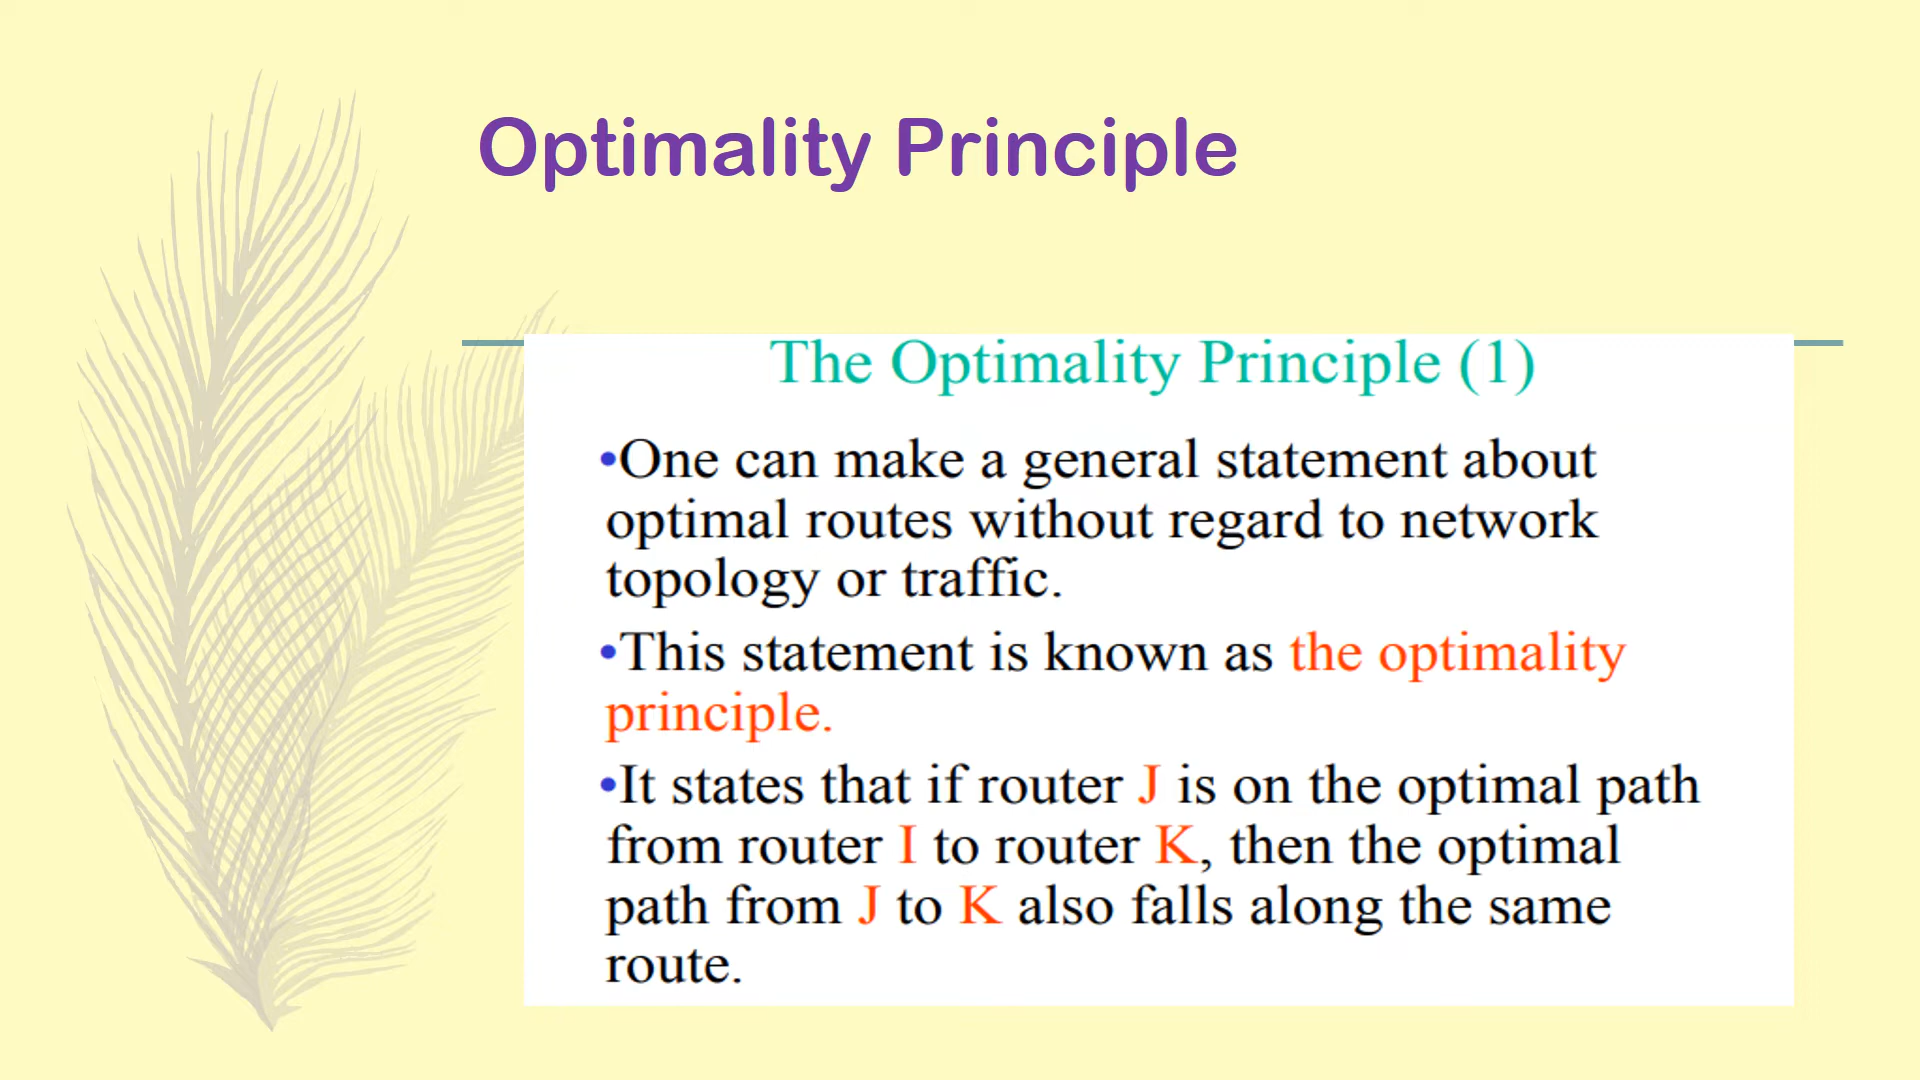 Optimality Principle
The Optimality Principle (1)
•One can make a general statement about
optimal routes without regard to network
topology or traffic.
•This statement is known as the optimality
principle.
•It states that if router J is on the optimal path
from router I to router K, then the optimal
path from J to K also falls along the same
route.